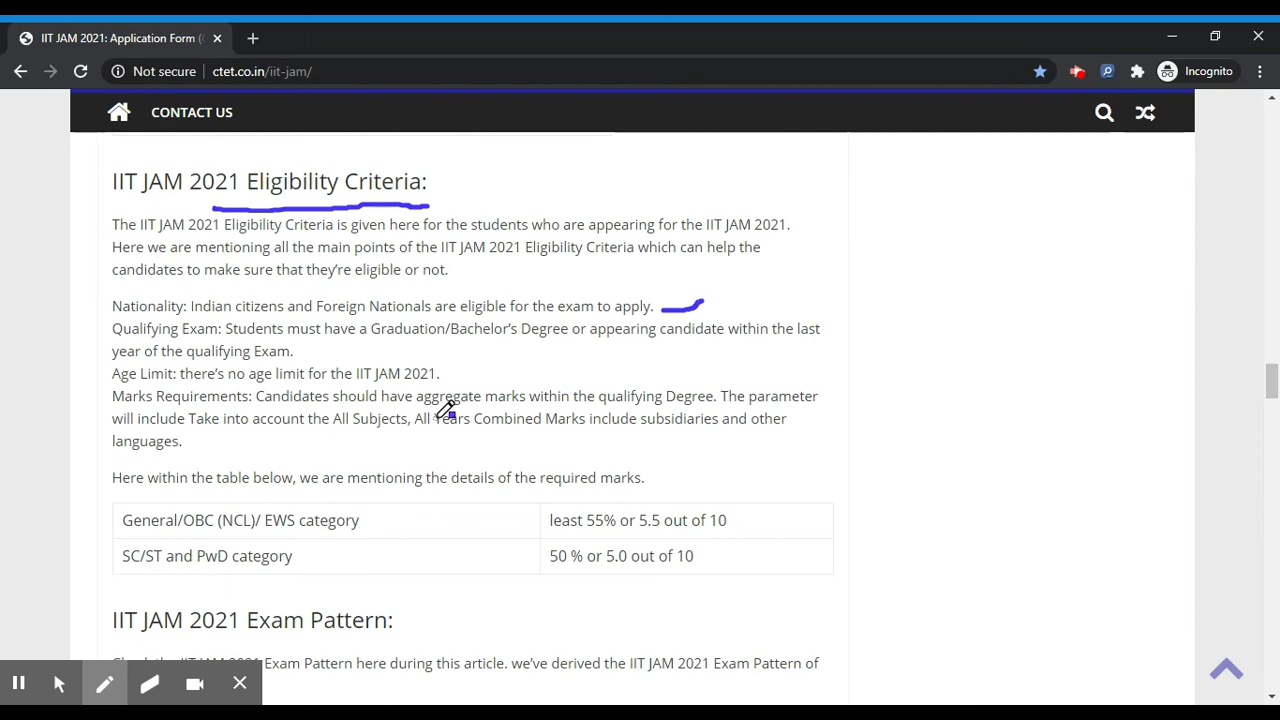 IIT JAM 2021: Application Form (
Not secure ctet.co.in/iit-jam/ Incognito
CONTACT US
IIT JAM 2021 Eligibility Criteria:
The IIT JAM 2021 Eligibility Criteria is given here for the students who are appearing for the IIT JAM 2021.
Here we are mentioning all the main points of the IIT JAM 2021 Eligibility Criteria which can help the
candidates to make sure that they're eligible or not.
Nationality: Indian citizens and Foreign Nationals are eligible for the exam to apply.
Qualifying Exam: Students must have a Graduation/Bachelor's Degree or appearing candidate within the last
year of the qualifying Exam.
Age Limit: there's no age limit for the IIT JAM 2021.
Marks Requirements: Candidates should have aggregate marks within the qualifying Degree. The parameter
will include Take into account the All Subjects, All Years Combined Marks include subsidiaries and other
languages.
Here within the table below, we are mentioning the details of the required marks.
General/OBC (NCL)/ EWS category least 55% or 5.5 out of 10
SC/ST and PwD category 50 % or 5.0 out of 10
IIT JAM 2021 Exam Pattern:
Exam Pattern here during this article. we've derived the IIT JAM 2021 Exam Pattern of